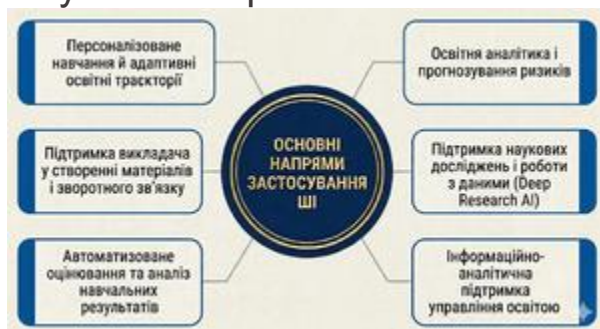 Персоналізоване
навчання й адаптивні
освітні траєкторії
Підтримка викладача
у створенні матеріалів
і зворотного зв'язку
Автоматизоване
оцінювання та аналіз
навчальних
результатів
ОСНОВНІ
НАПРЯМИ
ЗАСТОСУВАННЯ
ШІ
Освітня аналітика і
прогнозування ризиків
Підтримка наукових
досліджень і роботи
з даними (Deep
Research AI)
Інформаційно-
аналітична
підтримка
управління освітою